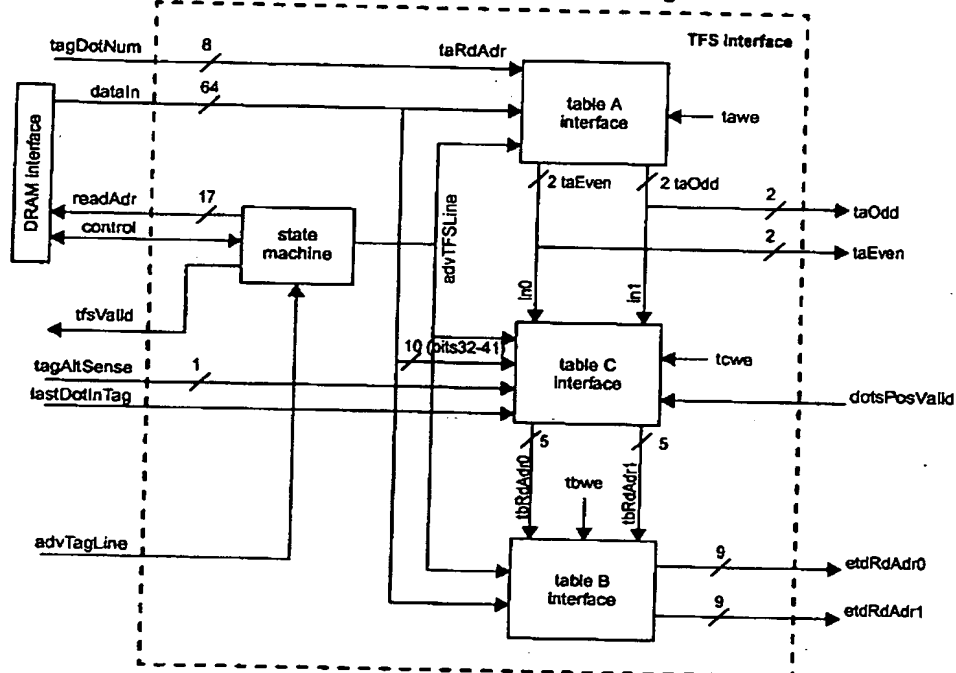 TFS Interface
tagDotNum
8
taRdAdr
dataIn
64
table A
interface
tawe
DRAM Interface
2 taEven
2 taOdd
2
taOdd
readAdr
17
control
state
machine
advTFSLine
2
taEven
In0
In1
tfsValid
10 (bits32-41)
table C
interface
tcwe
tagAltSense
1
lastDotInTag
dotsPosValid
5
5
tbRdAdr0
tbRdAdr1
tbwe
advTagLine
table B
interface
9
etdRdAdr0
9
etdRdAdr1